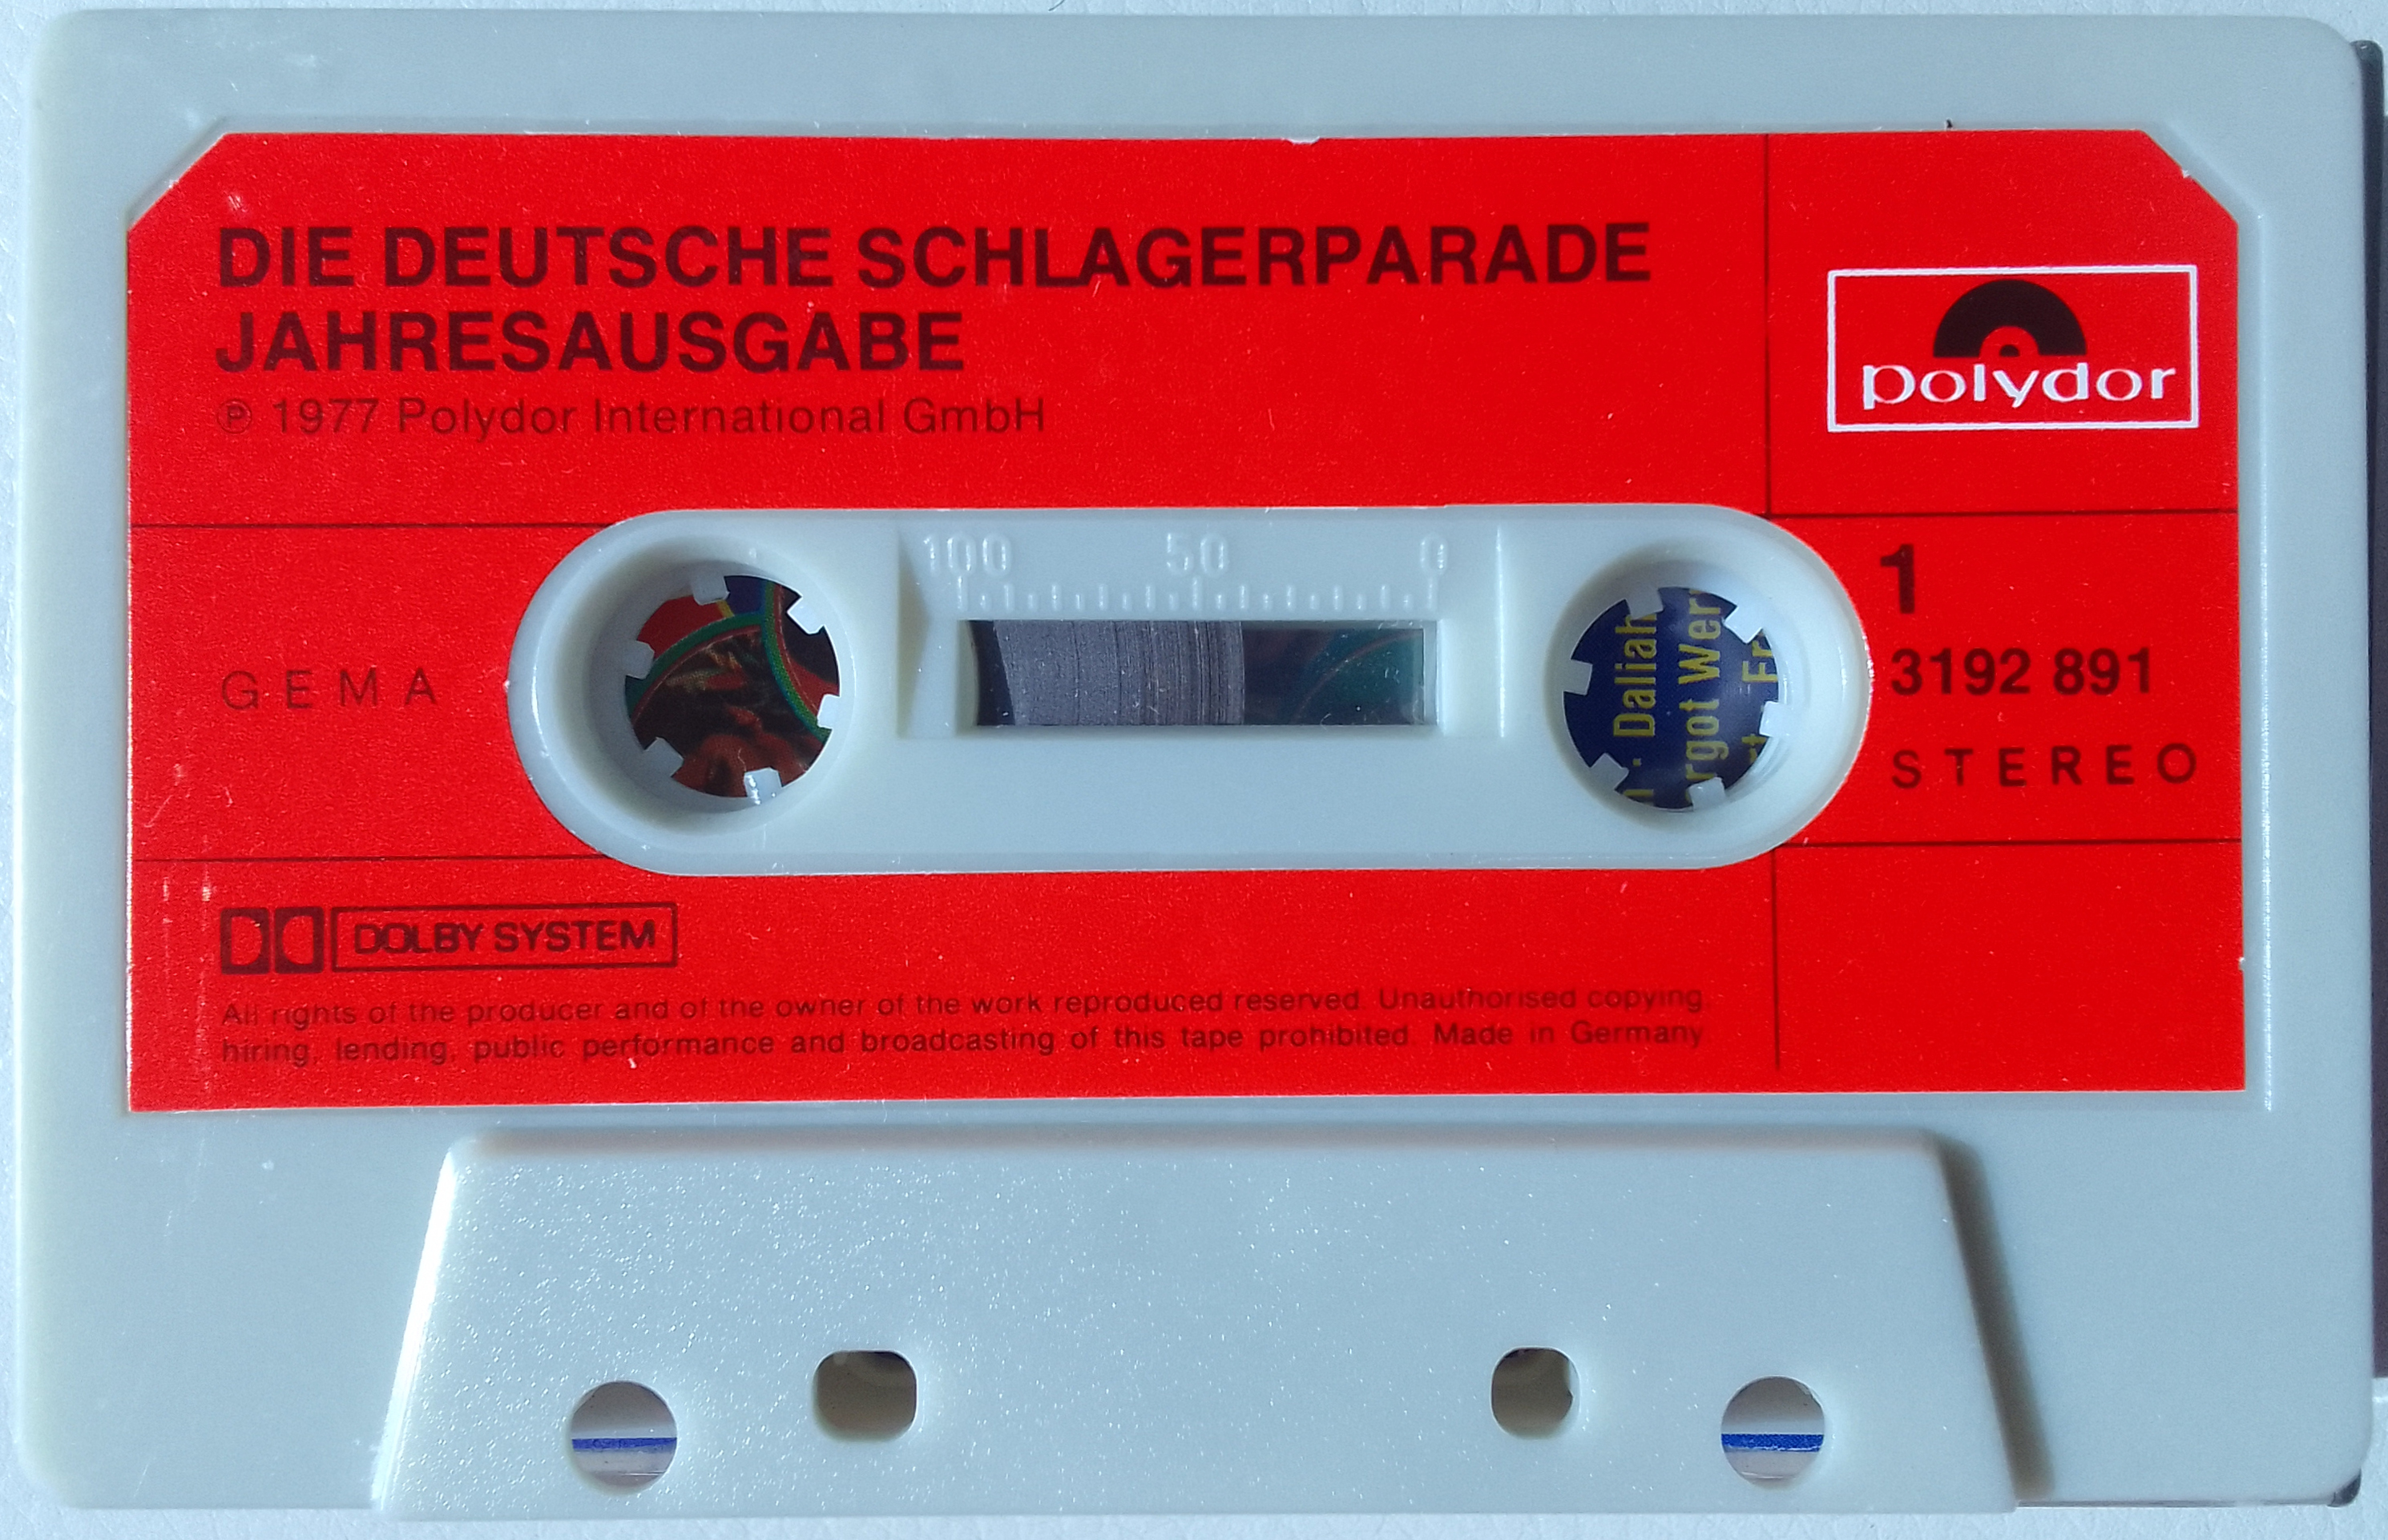 DIE DEUTSCHE SCHLAGERPARADE
JAHRESAUSGABE
℗ 1977 Polydor International GmbH
polydor
100 50 0
1
3192 891
STEREO
GEMA
DOLBY SYSTEM
All rights of the producer and of the owner of the work reproduced reserved. Unauthorised copying,
hiring, lending, public performance and broadcasting of this tape prohibited. Made in Germany